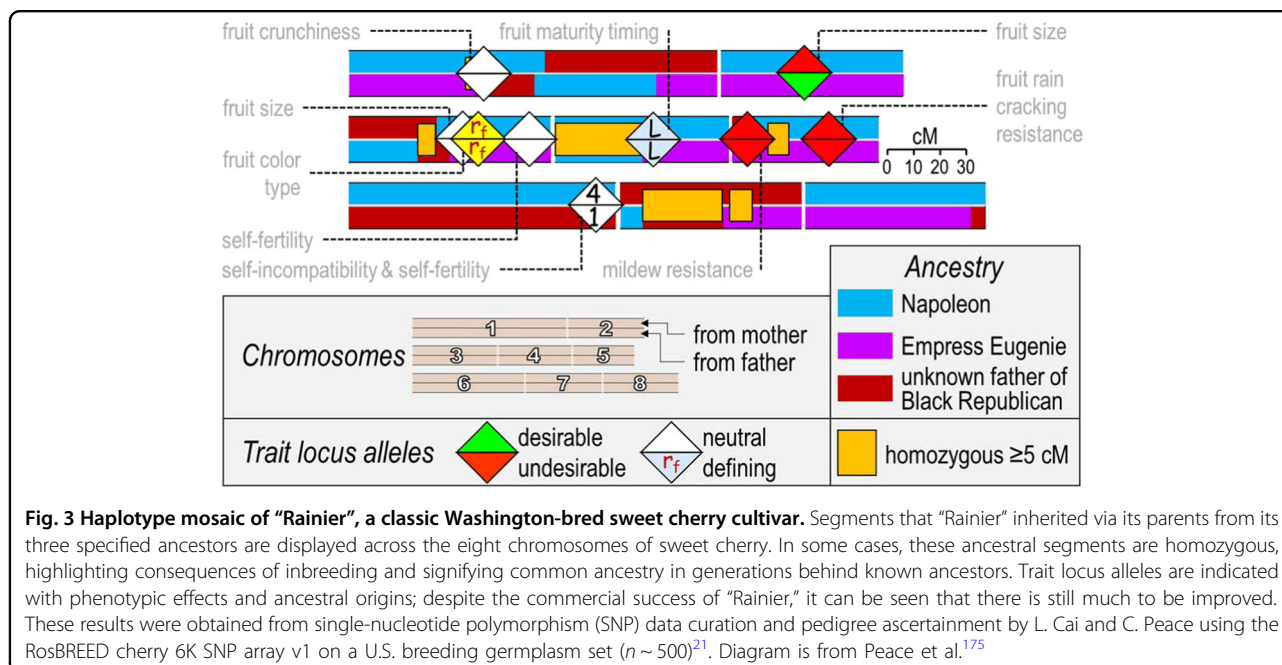 fruit crunchiness
fruit maturity timing
fruit size
fruit rain
cracking
resistance
fruit size
fruit color
type
rf
rf
L
L
cM
0 10 20 30
4
1
self-fertility
self-incompatibility & self-fertility
mildew resistance
Chromosomes
1 2
3 4 5
6 7 8
from mother
from father
Ancestry
Napoleon
Empress Eugenie
unknown father of
Black Republican
Trait locus alleles
desirable
undesirable
neutral
rf
defining
homozygous ≥5 cM
Fig. 3 Haplotype mosaic of “Rainier”, a classic Washington-bred sweet cherry cultivar. Segments that “Rainier” inherited via its parents from its
three specified ancestors are displayed across the eight chromosomes of sweet cherry. In some cases, these ancestral segments are homozygous,
highlighting consequences of inbreeding and signifying common ancestry in generations behind known ancestors. Trait locus alleles are indicated
with phenotypic effects and ancestral origins; despite the commercial success of “Rainier,” it can be seen that there is still much to be improved.
These results were obtained from single-nucleotide polymorphism (SNP) data curation and pedigree ascertainment by L. Cai and C. Peace using the
RosBREED cherry 6K SNP array v1 on a U.S. breeding germplasm set (n ~ 500)21. Diagram is from Peace et al.175